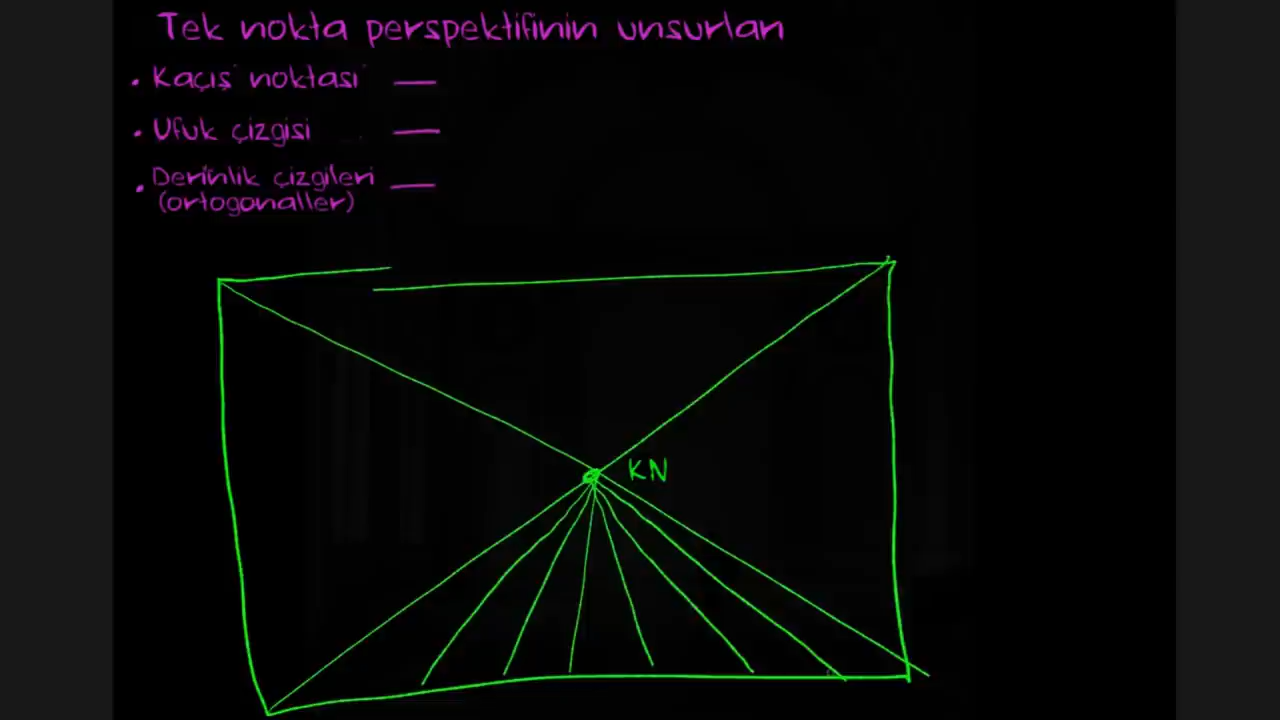 Tek nokta perspektifinin unsurları
• Kaçış noktası —
• Ufuk çizgisi —
• Derinlik çizgileri —
(ortogonaller)
KN